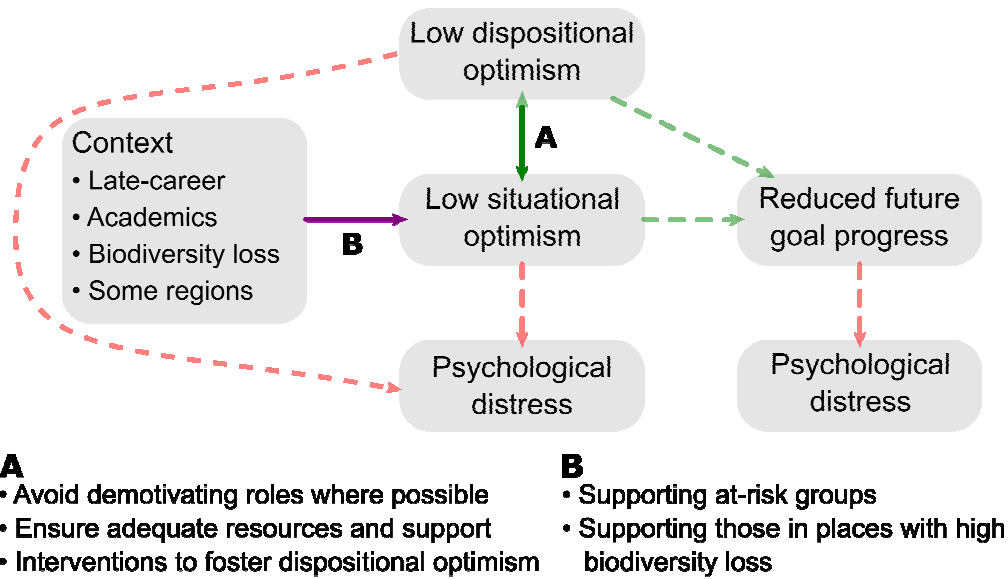 Low dispositional
optimism
Context
• Late-career
• Academics
• Biodiversity loss
• Some regions
A
Low situational
optimism
B
Reduced future
goal progress
Psychological
distress
Psychological
distress
A
• Avoid demotivating roles where possible
• Ensure adequate resources and support
• Interventions to foster dispositional optimism
B
• Supporting at-risk groups
• Supporting those in places with high
biodiversity loss